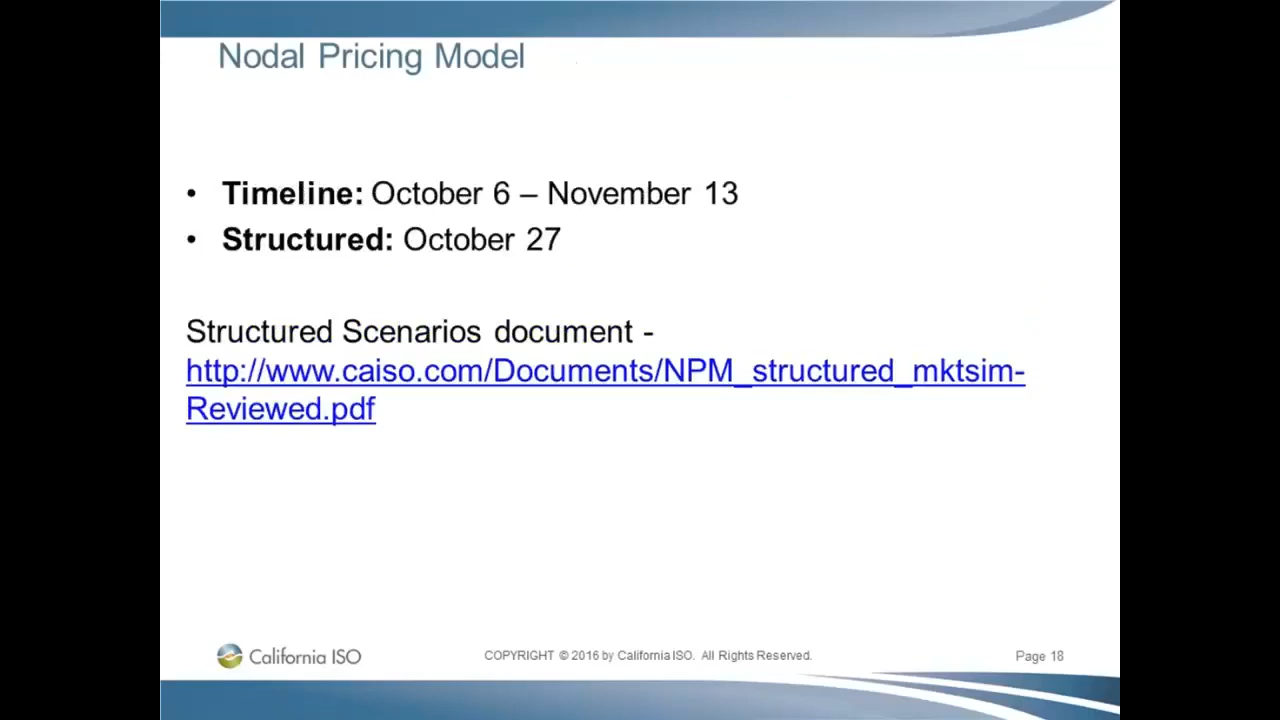 Nodal Pricing Model
• Timeline: October 6 – November 13
• Structured: October 27
Structured Scenarios document -
http://www.caiso.com/Documents/NPM_structured_mktsim-
Reviewed.pdf
California ISO
COPYRIGHT © 2016 by California ISO. All Rights Reserved.
Page 18